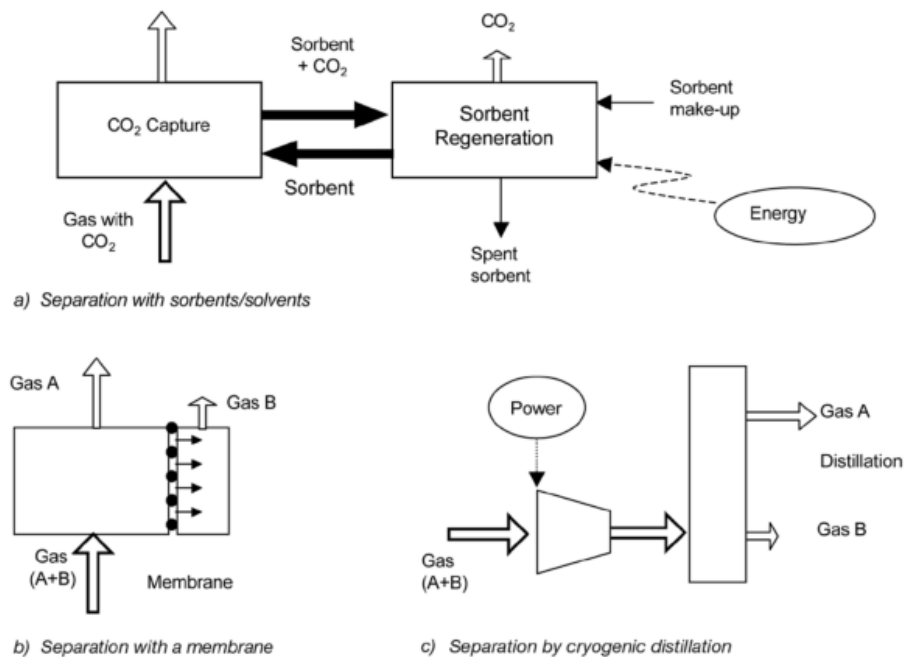 CO₂
Sorbent
+ CO₂
Sorbent
make-up
CO₂ Capture
Sorbent
Regeneration
Sorbent
Gas with
CO₂
Energy
Spent
sorbent
a) Separation with sorbents/solvents
Gas A
Gas B
Power
Gas A
Distillation
Gas B
Gas
(A+B)
Membrane
Gas
(A+B)
b) Separation with a membrane
c) Separation by cryogenic distillation